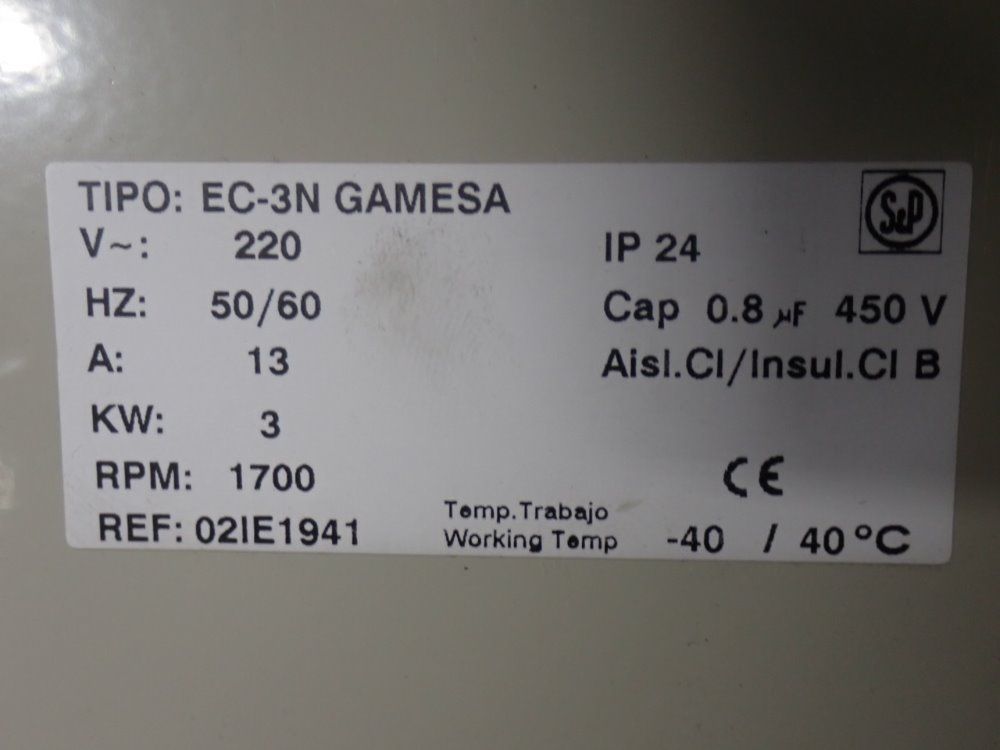 TIPO: EC-3N GAMESA
S&P
V~: 220 IP 24
HZ: 50/60 Cap 0.8 µF 450 V
A: 13 Aisl.Cl/Insul.Cl B
KW: 3
RPM: 1700 CE
REF: 02IE1941
Temp.Trabajo
Working Temp -40 / 40°C